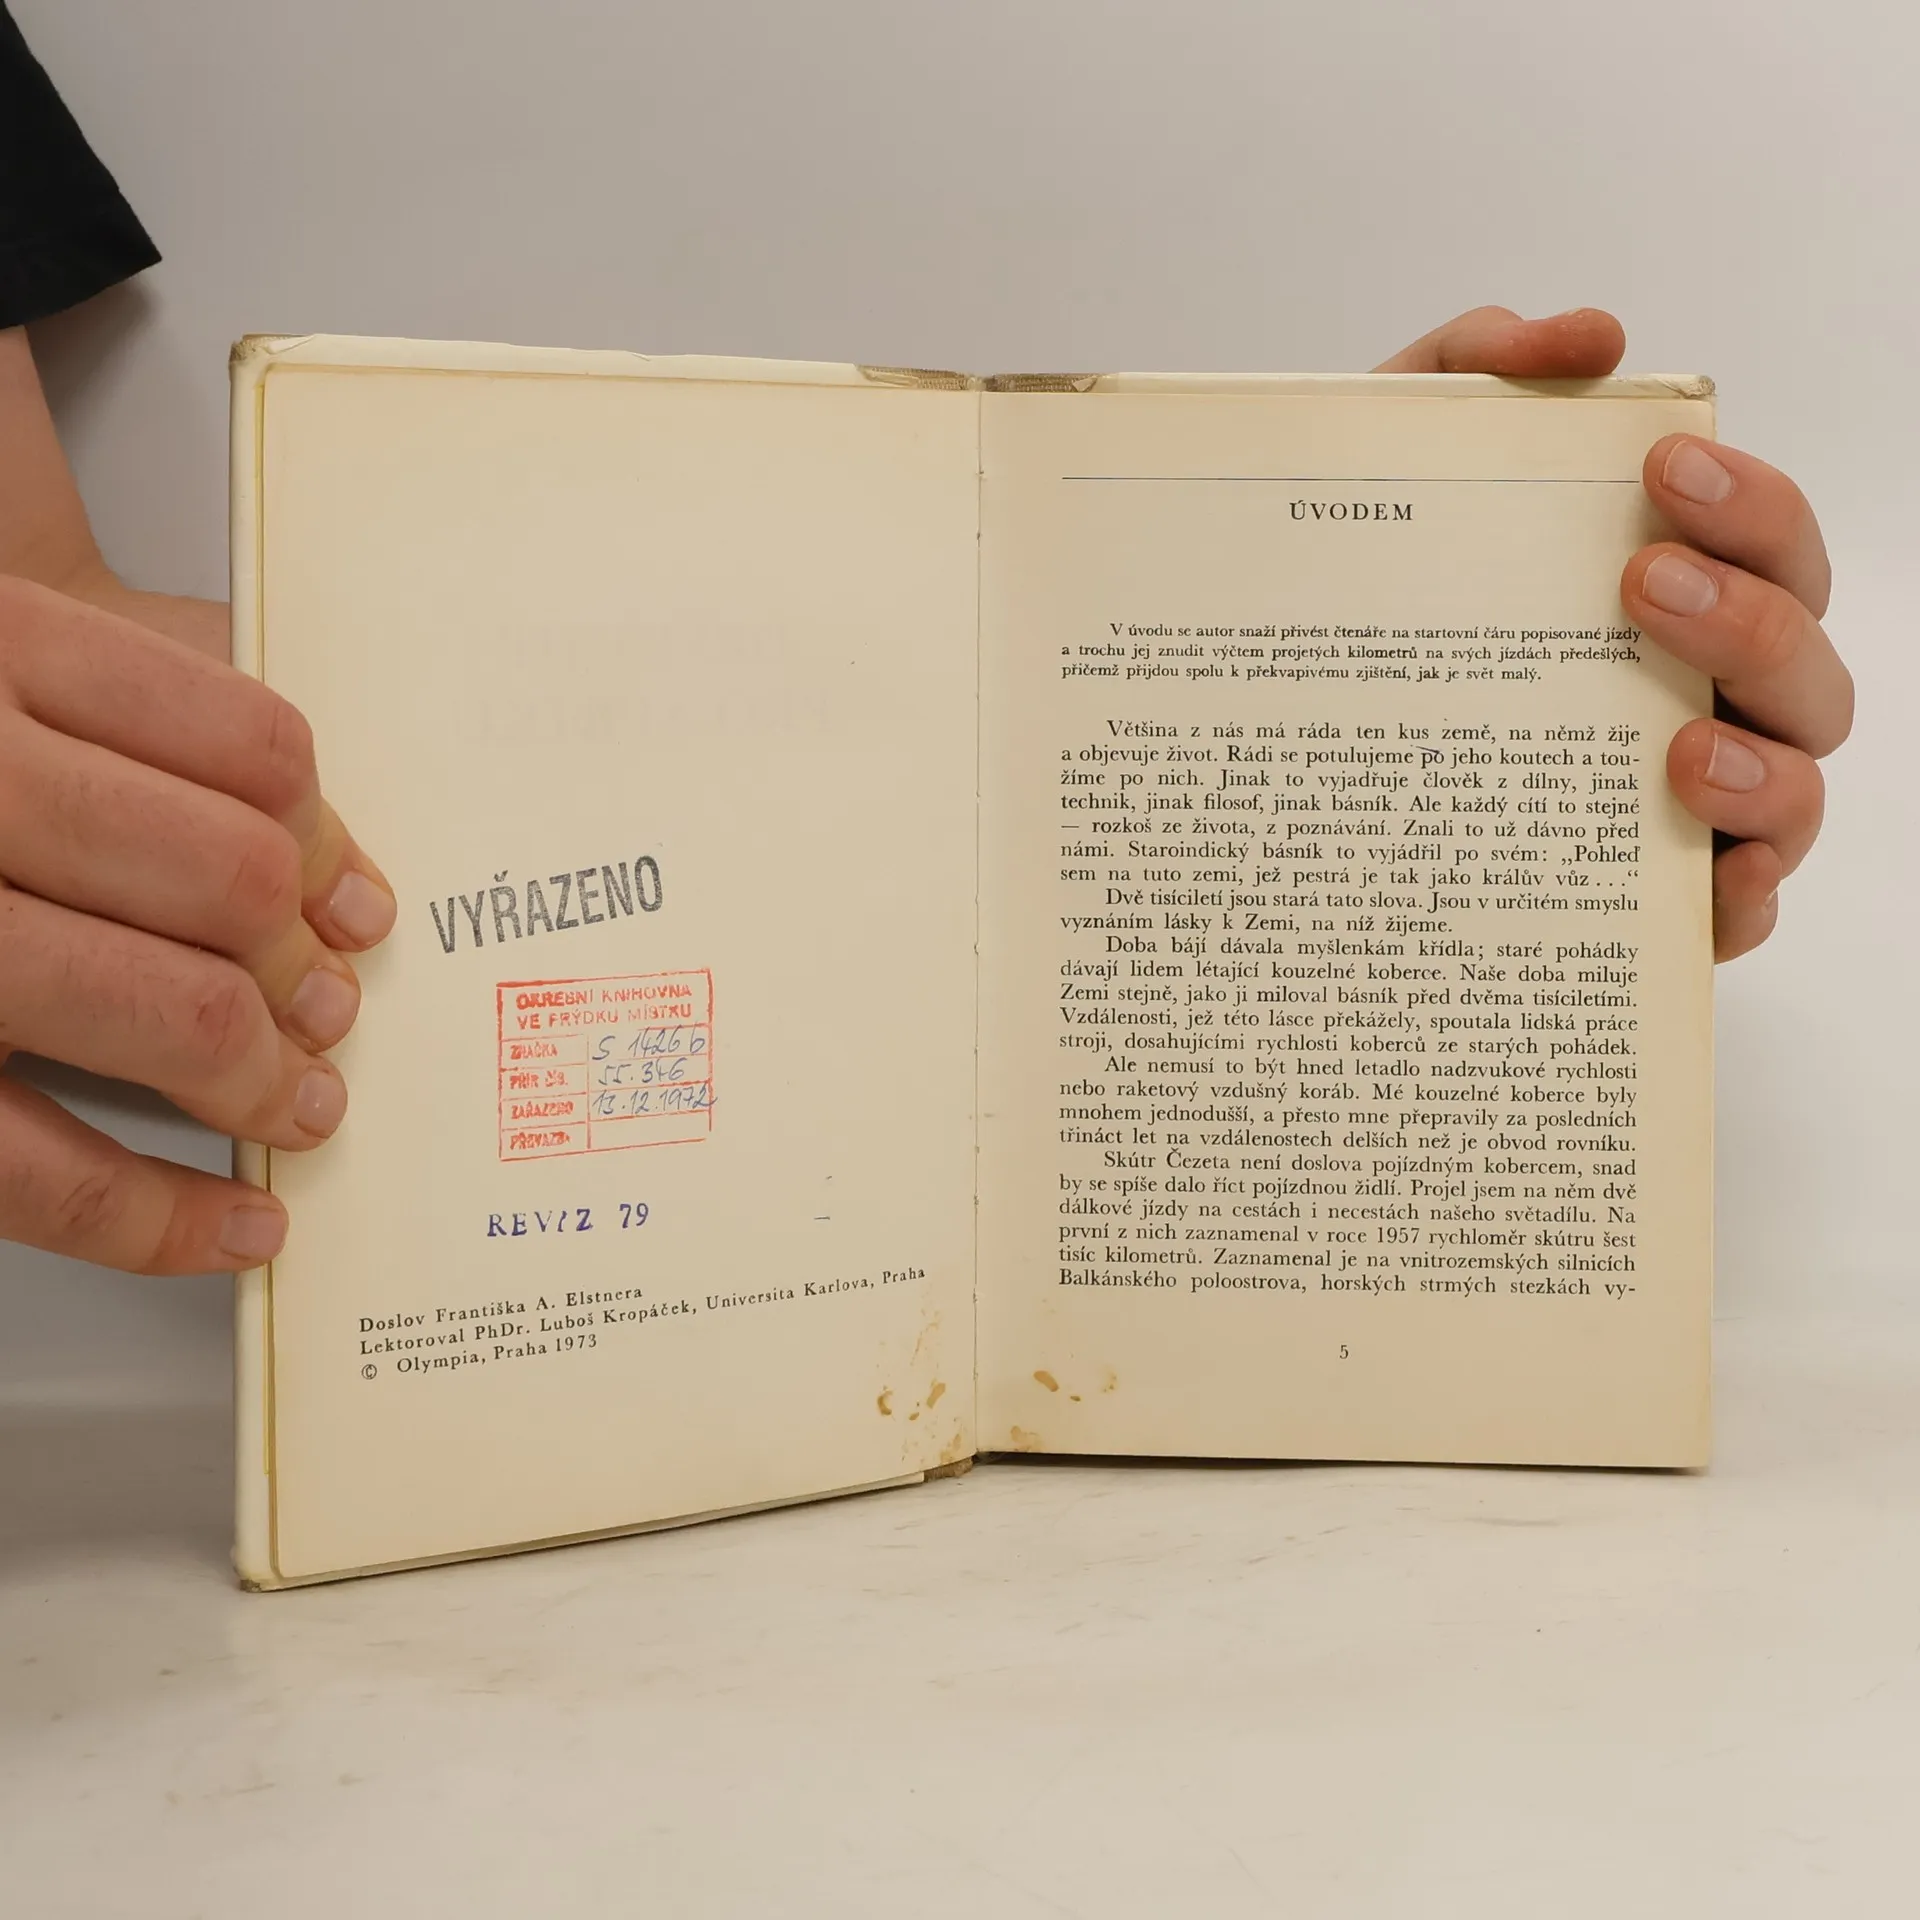 VYŘAZENO
OKRESNÍ KNIHOVNA
VE FRÝDKU MÍSTKU
ZNAČKA S 1426 b
PŘÍR. ČÍS. 55.346
ZAŘAZENO 13.12.1972
PŘEVAZBA
REVIZ 79
Doslov Františka A. Elstnera
Lektoroval PhDr. Luboš Kropáček, Universita Karlova, Praha
© Olympia, Praha 1973
ÚVODEM
V úvodu se autor snaží přivést čtenáře na startovní čáru popisované jízdy
a trochu jej znudit výčtem projetých kilometrů na svých jízdách předešlých,
přičemž přijdou spolu k překvapivému zjištění, jak je svět malý.
Většina z nás má ráda ten kus země, na němž žije
a objevuje život. Rádi se potulujeme po jeho koutech a tou-
žíme po nich. Jinak to vyjadřuje člověk z dílny, jinak
technik, jinak filosof, jinak básník. Ale každý cítí to stejné
— rozkoš ze života, z poznávání. Znali to už dávno před
námi. Staroindický básník to vyjádřil po svém: „Pohleď
sem na tuto zemi, jež pestrá je tak jako králův vůz . . .“
Dvě tisíciletí jsou stará tato slova. Jsou v určitém smyslu
vyznáním lásky k Zemi, na níž žijeme.
Doba bájí dávala myšlenkám křídla; staré pohádky
dávají lidem létající kouzelné koberce. Naše doba miluje
Zemi stejně, jako ji miloval básník před dvěma tisíciletími.
Vzdálenosti, jež této lásce překážely, spoutala lidská práce
stroji, dosahujícími rychlosti koberců ze starých pohádek.
Ale nemusí to být hned letadlo nadzvukové rychlosti
nebo raketový vzdušný koráb. Mé kouzelné koberce byly
mnohem jednodušší, a přesto mne přepravily za posledních
třináct let na vzdálenostech delších než je obvod rovníku.
Skútr Čezeta není doslova pojízdným kobercem, snad
by se spíše dalo říct pojízdnou židlí. Projel jsem na něm dvě
dálkové jízdy na cestách i necestách našeho světadílu. Na
první z nich zaznamenal v roce 1957 rychloměr skútru šest
tisíc kilometrů. Zaznamenal je na vnitrozemských silnicích
Balkánského poloostrova, horských strmých stezkách vy-
5